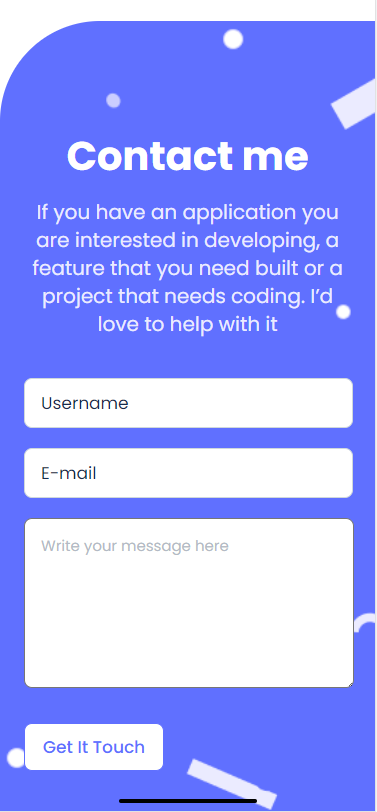 Contact me
If you have an application you
are interested in developing, a
feature that you need built or a
project that needs coding. I’d
love to help with it
Username
E-mail
Write your message here
Get It Touch